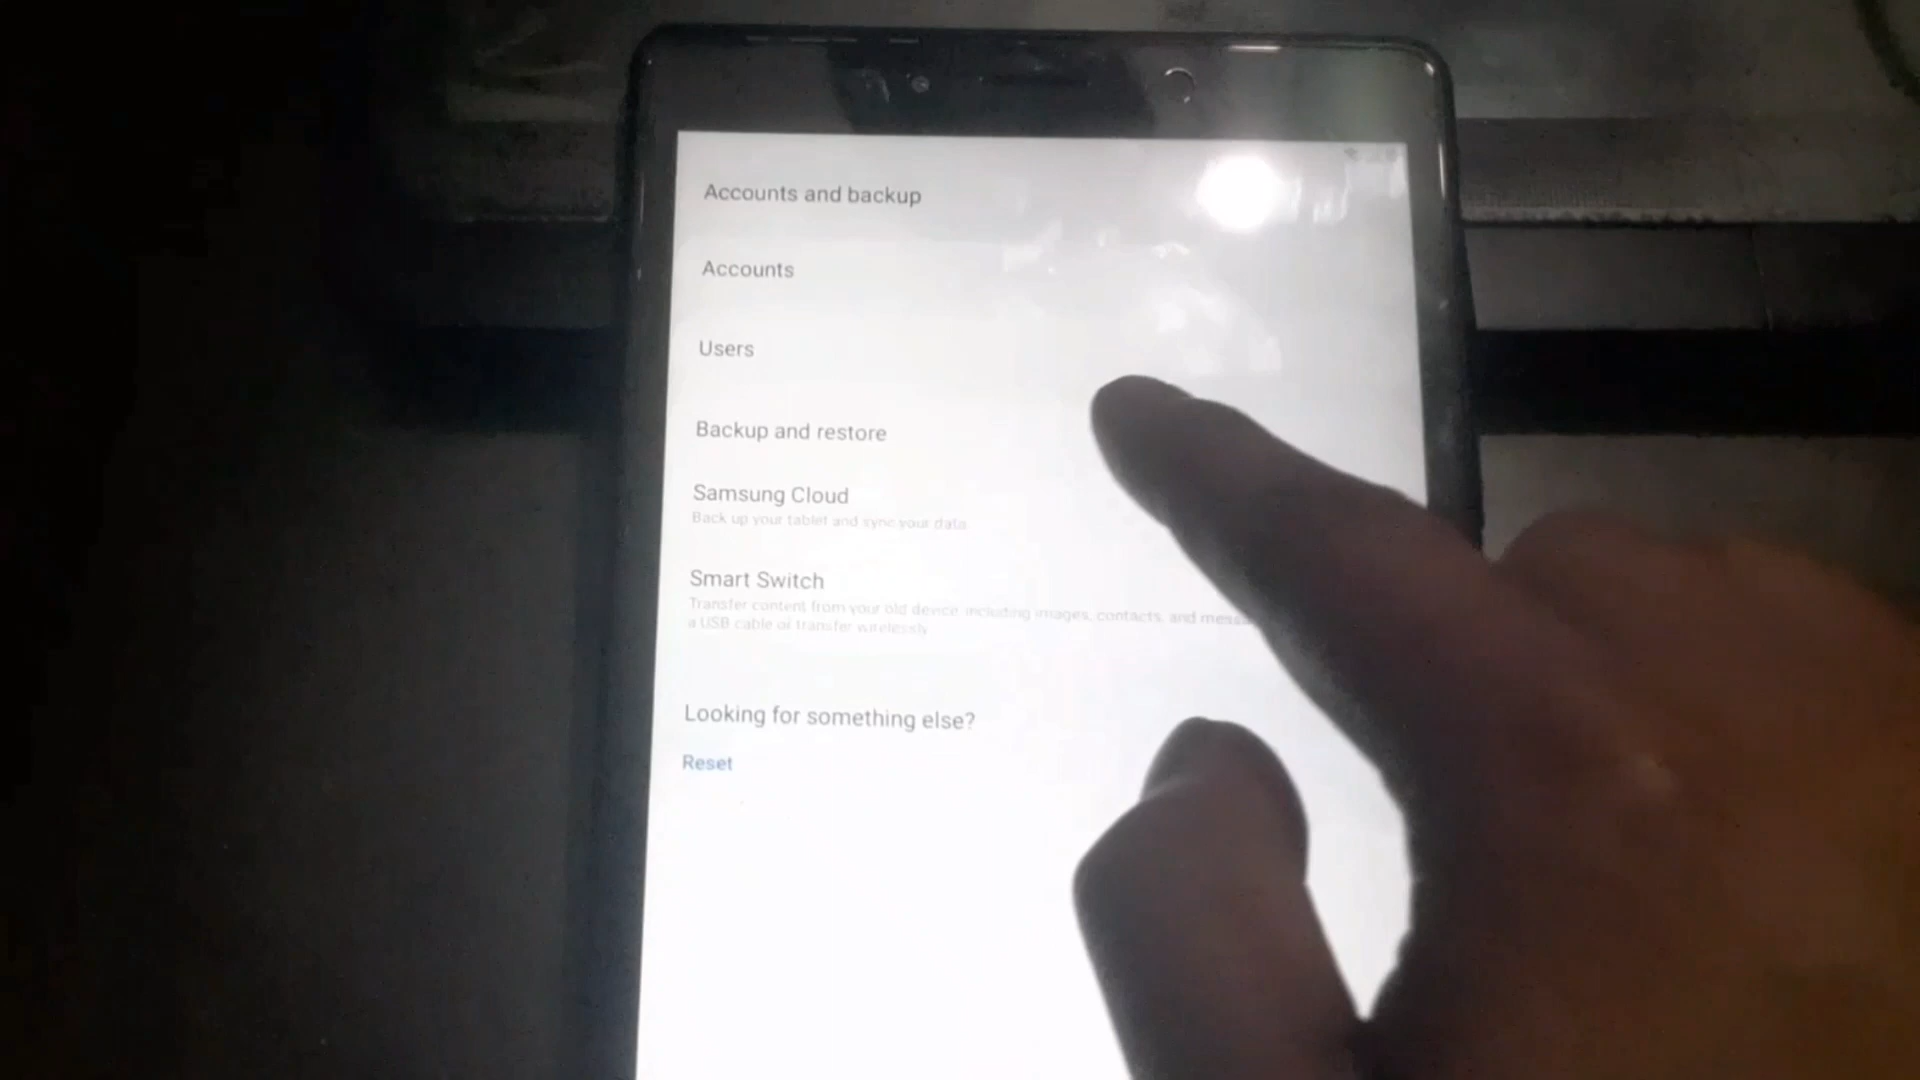 Accounts and backup
Accounts
Users
Backup and restore
Samsung Cloud
Back up your tablet and sync your data
Smart Switch
Transfer content from your old device including images, contacts, and
a USB cable or transfer wirelessly
Looking for something else?
Reset